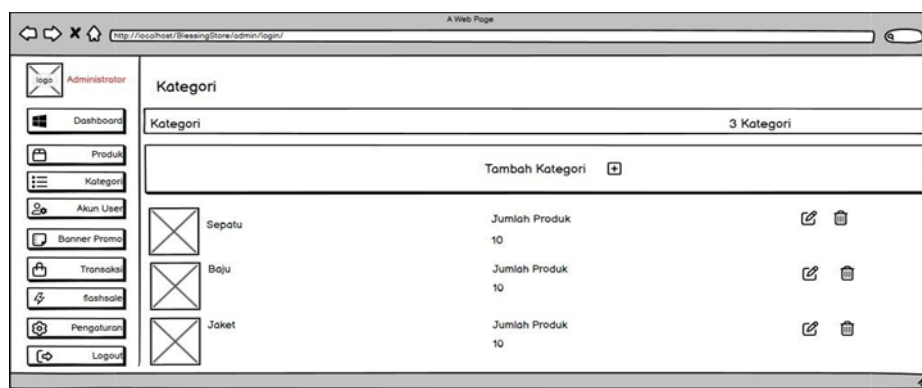 A Web Page
http://localhost/BlessingStore/admin/login/
logo
Administrator
Dashboard
Produk
Kategori
Akun User
Banner Promo
Transaksi
flashsale
Pengaturan
Logout
Kategori
Kategori 3 Kategori
Tambah Kategori
Sepatu Jumlah Produk
10
Baju Jumlah Produk
10
Jaket Jumlah Produk
10